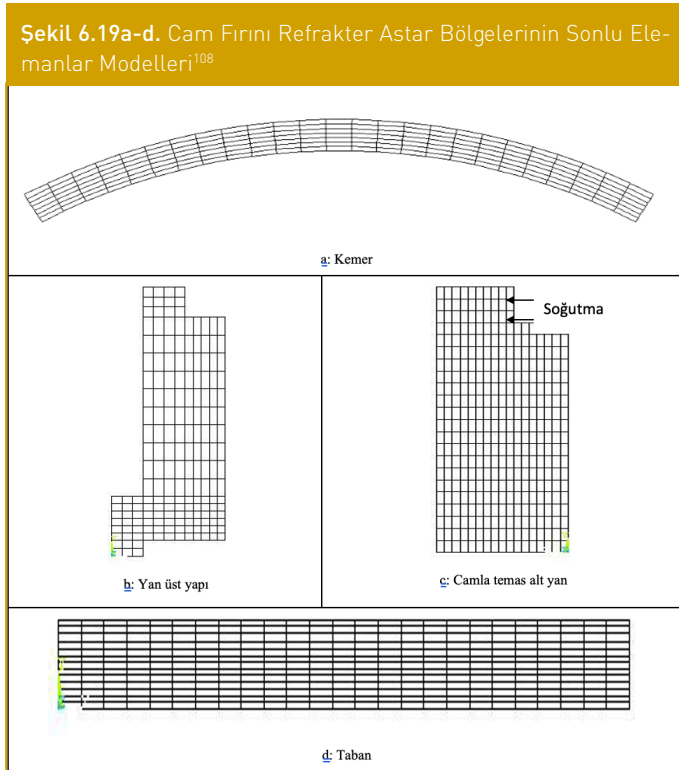 Şekil 6.19a-d. Cam Fırını Refrakter Astar Bölgelerinin Sonlu Ele-
manlar Modelleri108
a: Kemer
Soğutma
b: Yan üst yapı
c: Camla temas alt yan
d: Taban